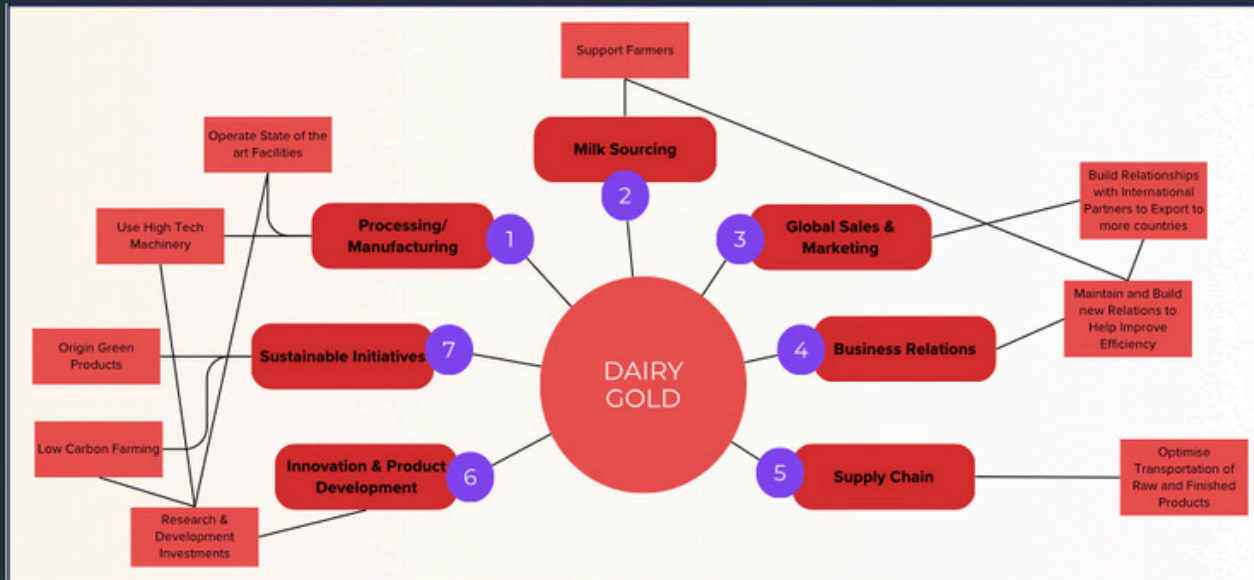 Support Farmers
Operate State of the
art Facilities
Milk Sourcing
2
Build Relationships
with International
Partners to Export to
more countries
Use High Tech
Machinery
Processing/
Manufacturing
1
3
Global Sales &
Marketing
Maintain and Build
new Relations to
Help Improve
Efficiency
Origin Green
Products
Sustainable Initiatives
7
4
Business Relations
DAIRY
GOLD
Low Carbon Farming
Innovation & Product
Development
6
5
Supply Chain
Optimise
Transportation of
Raw and Finished
Products
Research &
Development
Investments